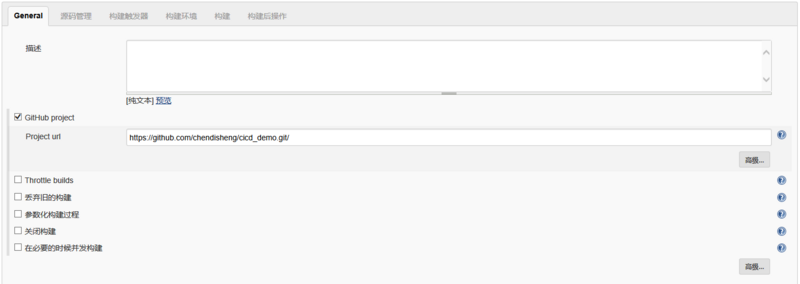 General 源码管理 构建触发器 构建环境 构建 构建后操作
描述
[纯文本] 预览
GitHub project
Project url https://github.com/chendisheng/cicd_demo.git/
高级...
Throttle builds
丢弃旧的构建
参数化构建过程
关闭构建
在必要的时候并发构建
高级...